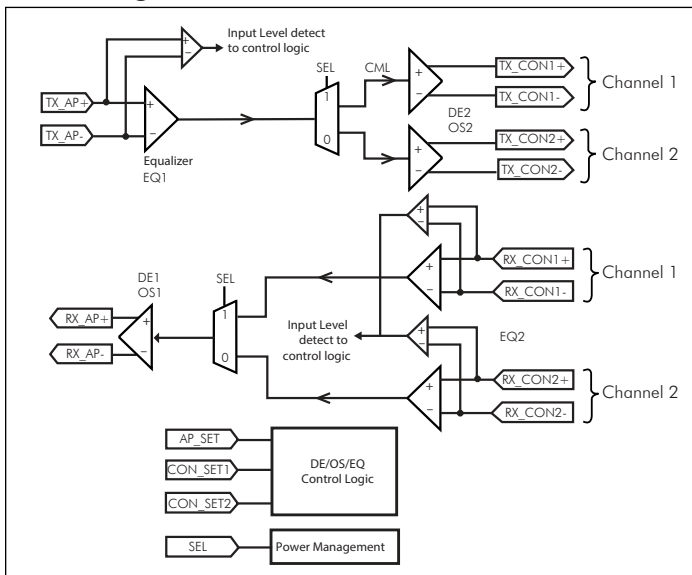 Input Level detect
to control logic
SEL
CML
1
0
TX_AP+
TX_AP-
+
−
+
−
Equalizer
EQ1
+
−
DE2
OS2
+
−
TX_CON1+
TX_CON1-
Channel 1
TX_CON2+
TX_CON2-
Channel 2
DE1
OS1
SEL
1
0
RX_AP+
RX_AP-
+
−
+
−
+
−
Input Level
detect to
control logic
+
−
+
−
EQ2
RX_CON1+
RX_CON1-
Channel 1
RX_CON2+
RX_CON2-
Channel 2
AP_SET
CON_SET1
CON_SET2
DE/OS/EQ
Control Logic
SEL
Power Management